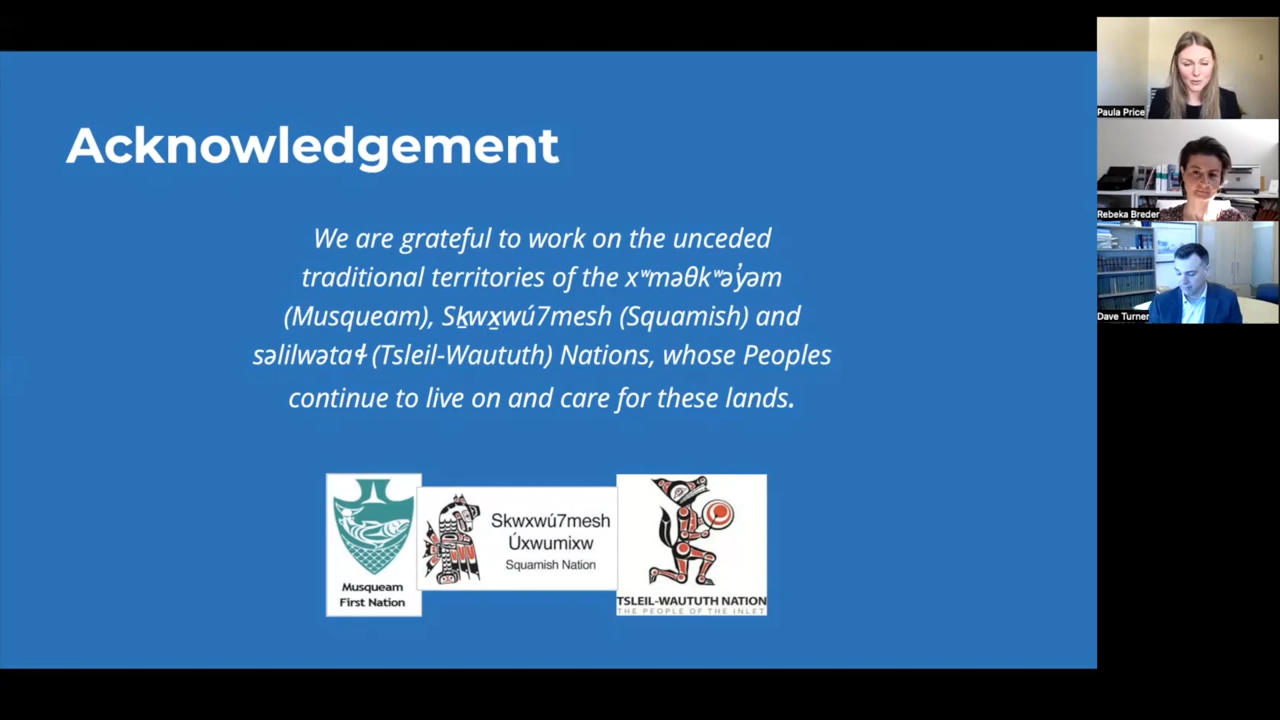 Acknowledgement
We are grateful to work on the unceded
traditional territories of the xʷməθkʷəy̓əm
(Musqueam), Sḵwx̱wú7mesh (Squamish) and
səlilwətaɬ (Tsleil-Waututh) Nations, whose Peoples
continue to live on and care for these lands.
Musqueam
First Nation
Skwxwú7mesh
Úxwumixw
Squamish Nation
TSLEIL-WAUTUTH NATION
THE PEOPLE OF THE INLET
Paula Price
Rebeka Breder
Dave Turner